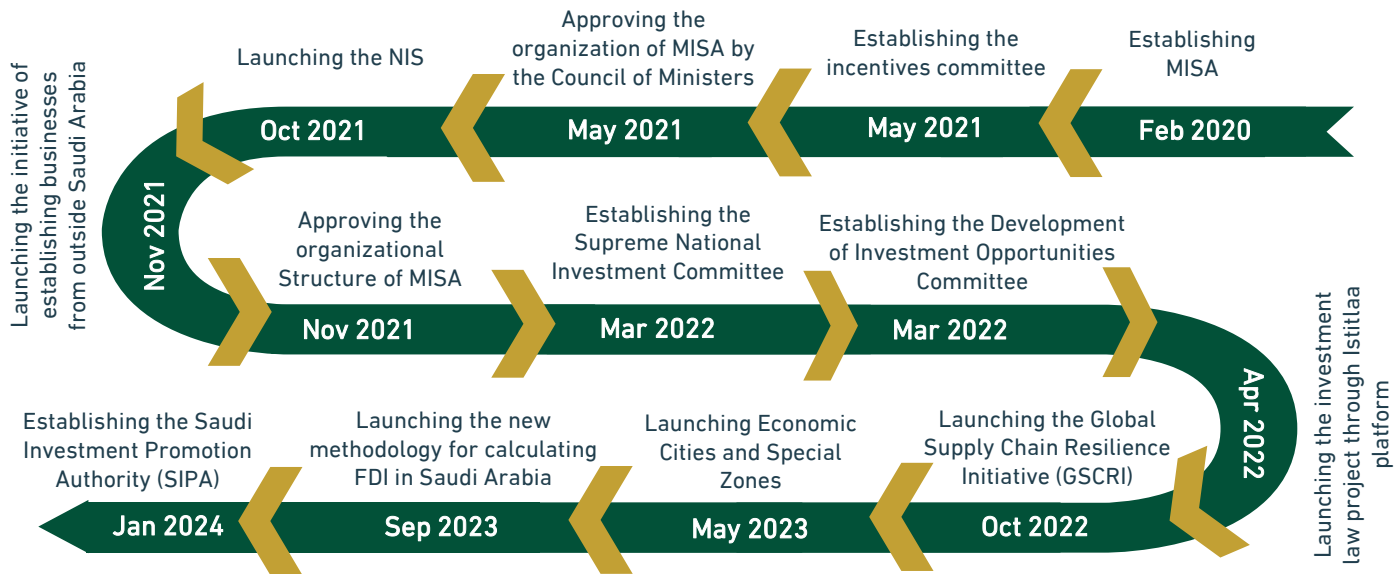 Establishing
MISA
Feb 2020
Establishing the
incentives committee
May 2021
Approving the
organization of MISA by
the Council of Ministers
May 2021
Launching the NIS
Oct 2021
Launching the initiative of
establishing businesses
from outside Saudi Arabia
Nov 2021
Approving the
organizational
Structure of MISA
Nov 2021
Establishing the
Supreme National
Investment Committee
Mar 2022
Establishing the Development
of Investment Opportunities
Committee
Mar 2022
Launching the investment
law project through Istitlaa
platform
Apr 2022
Launching the Global
Supply Chain Resilience
Initiative (GSCRI)
Oct 2022
Launching Economic
Cities and Special
Zones
May 2023
Launching the new
methodology for calculating
FDI in Saudi Arabia
Sep 2023
Establishing the Saudi
Investment Promotion
Authority (SIPA)
Jan 2024